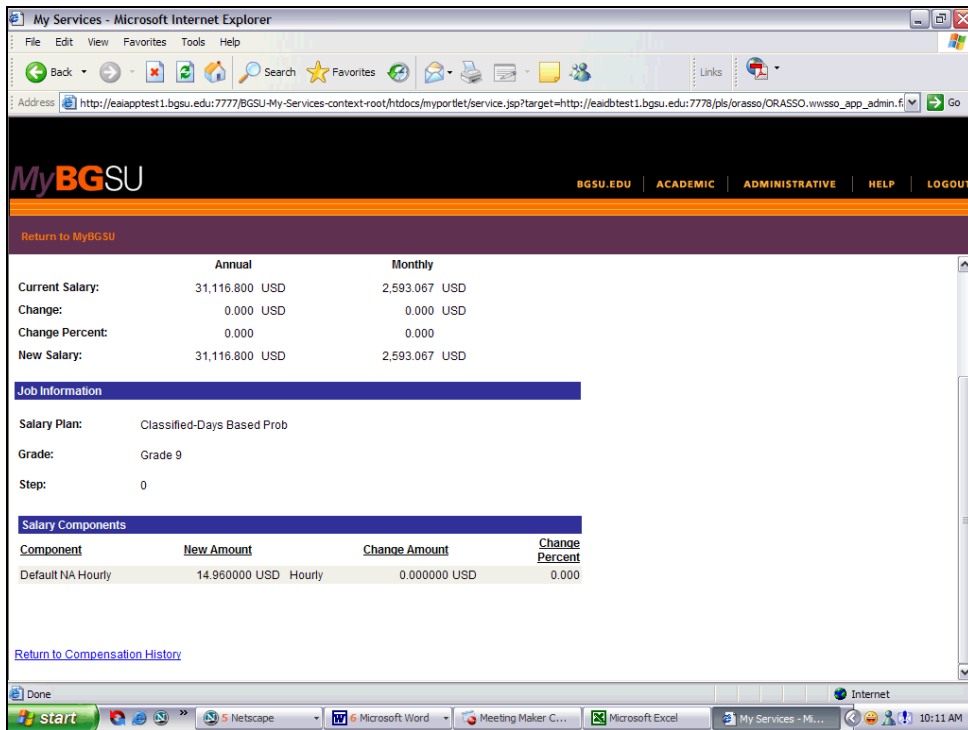 My Services - Microsoft Internet Explorer
File Edit View Favorites Tools Help
Back Search Favorites Links
Address http://eaiapptest1.bgsu.edu:7777/BGSU-My-Services-context-root/htdocs/myportlet/service.jsp?target=http://eaidbtest1.bgsu.edu:7778/pls/orasso/ORASSO.wwsso_app_admin.f Go
MyBGSU
BGSU.EDU | ACADEMIC | ADMINISTRATIVE | HELP | LOGOUT
Return to MyBGSU
Annual Monthly
Current Salary: 31,116.800 USD 2,593.067 USD
Change: 0.000 USD 0.000 USD
Change Percent: 0.000 0.000
New Salary: 31,116.800 USD 2,593.067 USD
Job Information
Salary Plan: Classified-Days Based Prob
Grade: Grade 9
Step: 0
Salary Components
Component New Amount Change Amount Change Percent
Default NA Hourly 14.960000 USD Hourly 0.000000 USD 0.000
Return to Compensation History
Done Internet
start » 5 Netscape 6 Microsoft Word Meeting Maker C... Microsoft Excel My Services - Mi... 10:11 AM